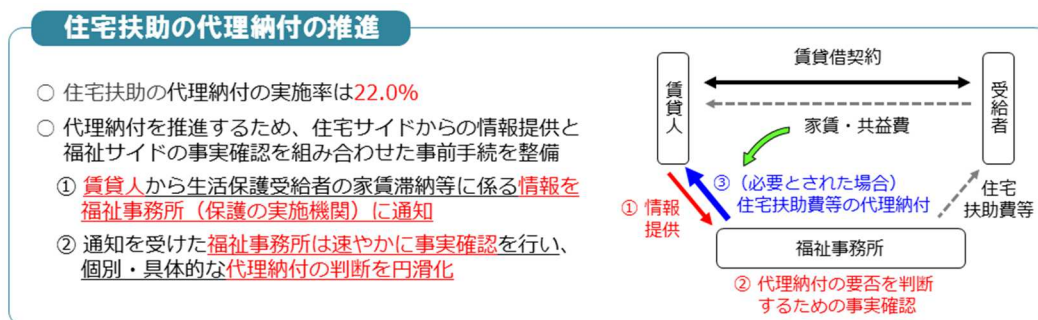 住宅扶助の代理納付の推進
○ 住宅扶助の代理納付の実施率は22.0%
○ 代理納付を推進するため、住宅サイドからの情報提供と
福祉サイドの事実確認を組み合わせた事前手続を整備
① 賃貸人から生活保護受給者の家賃滞納等に係る情報を
福祉事務所（保護の実施機関）に通知
② 通知を受けた福祉事務所は速やかに事実確認を行い、
個別・具体的な代理納付の判断を円滑化
賃貸借契約
賃貸人
受給者
家賃・共益費
③（必要とされた場合）
住宅扶助費等の代理納付
① 情報
提供
住宅
扶助費等
福祉事務所
② 代理納付の要否を判断
するための事実確認